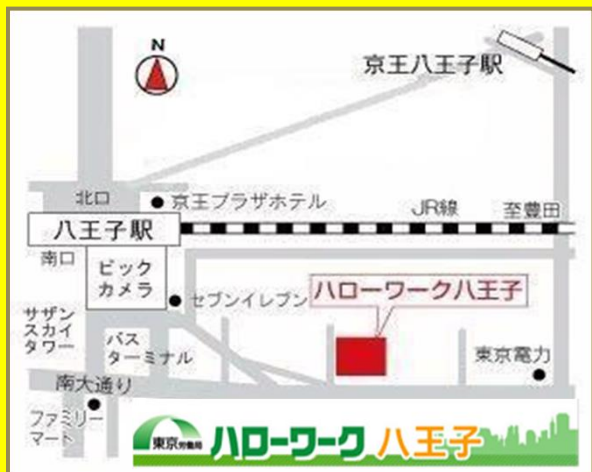 N
京王八王子駅
北口
京王プラザホテル
JR線
至豊田
八王子駅
南口
ビック
カメラ
セブンイレブン
ハローワーク八王子
サザン
スカイ
タワー
バス
ターミナル
東京電力
南大通り
ファミリー
マート
東京労働局
ハローワーク 八王子